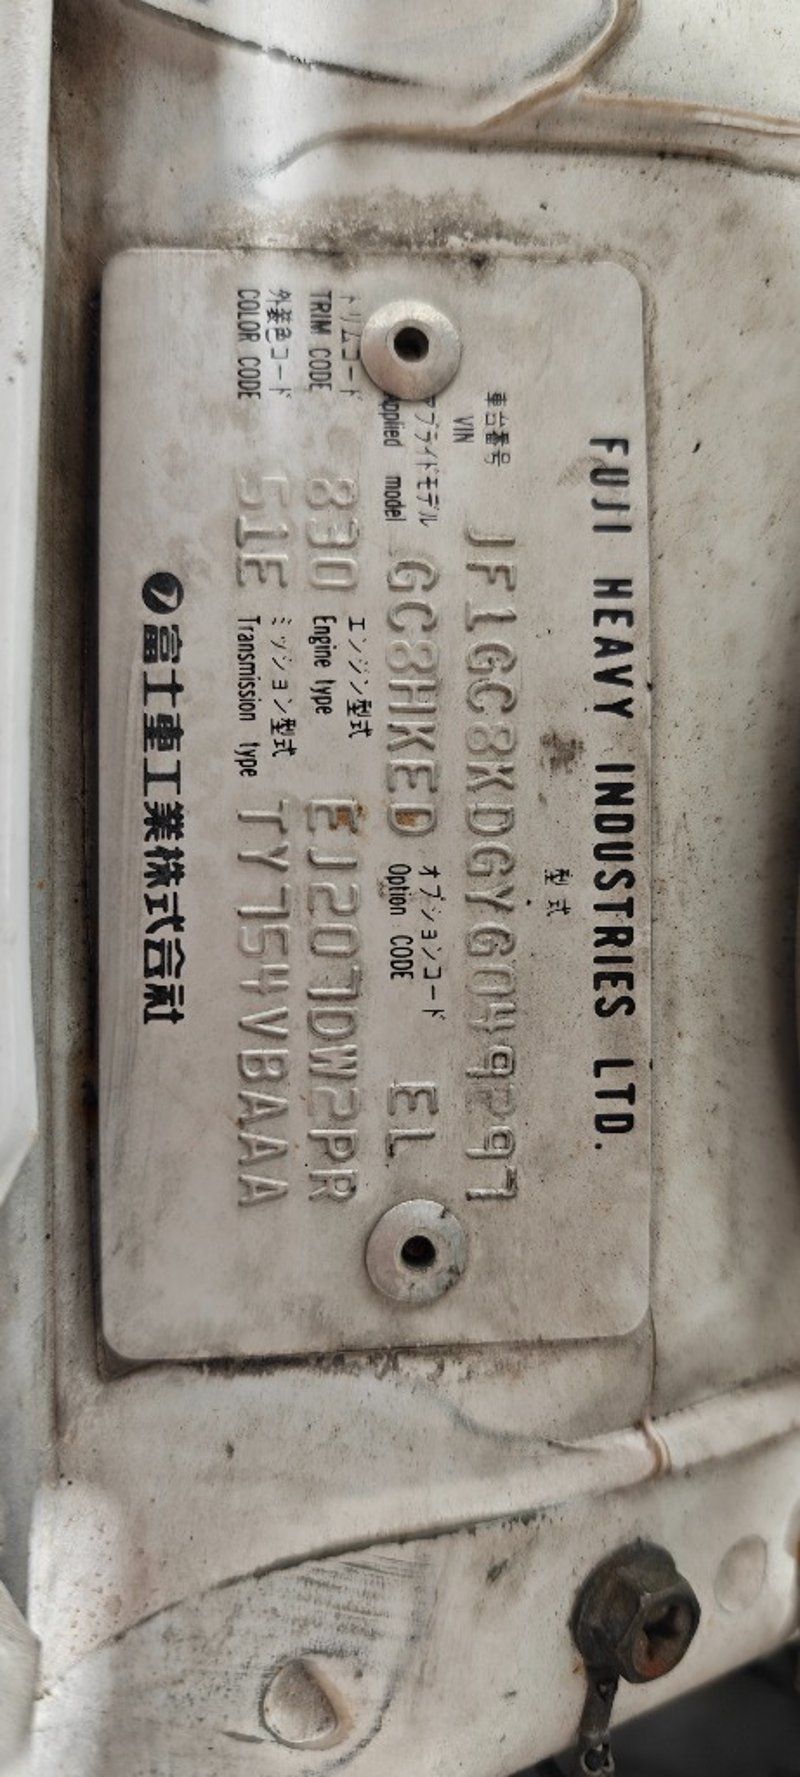 FUJI HEAVY INDUSTRIES LTD.
型式
車台番号
VIN JF1GC8KDGYG049297
アプライドモデル オプションコード
Applied model GC8HKED Option CODE EL
トリムコード エンジン型式
TRIM CODE 830 Engine type EJ207DW2PR
外装色コード ミッション型式
COLOR CODE 51E Transmission type TY754VBAAA
富士重工業株式会社